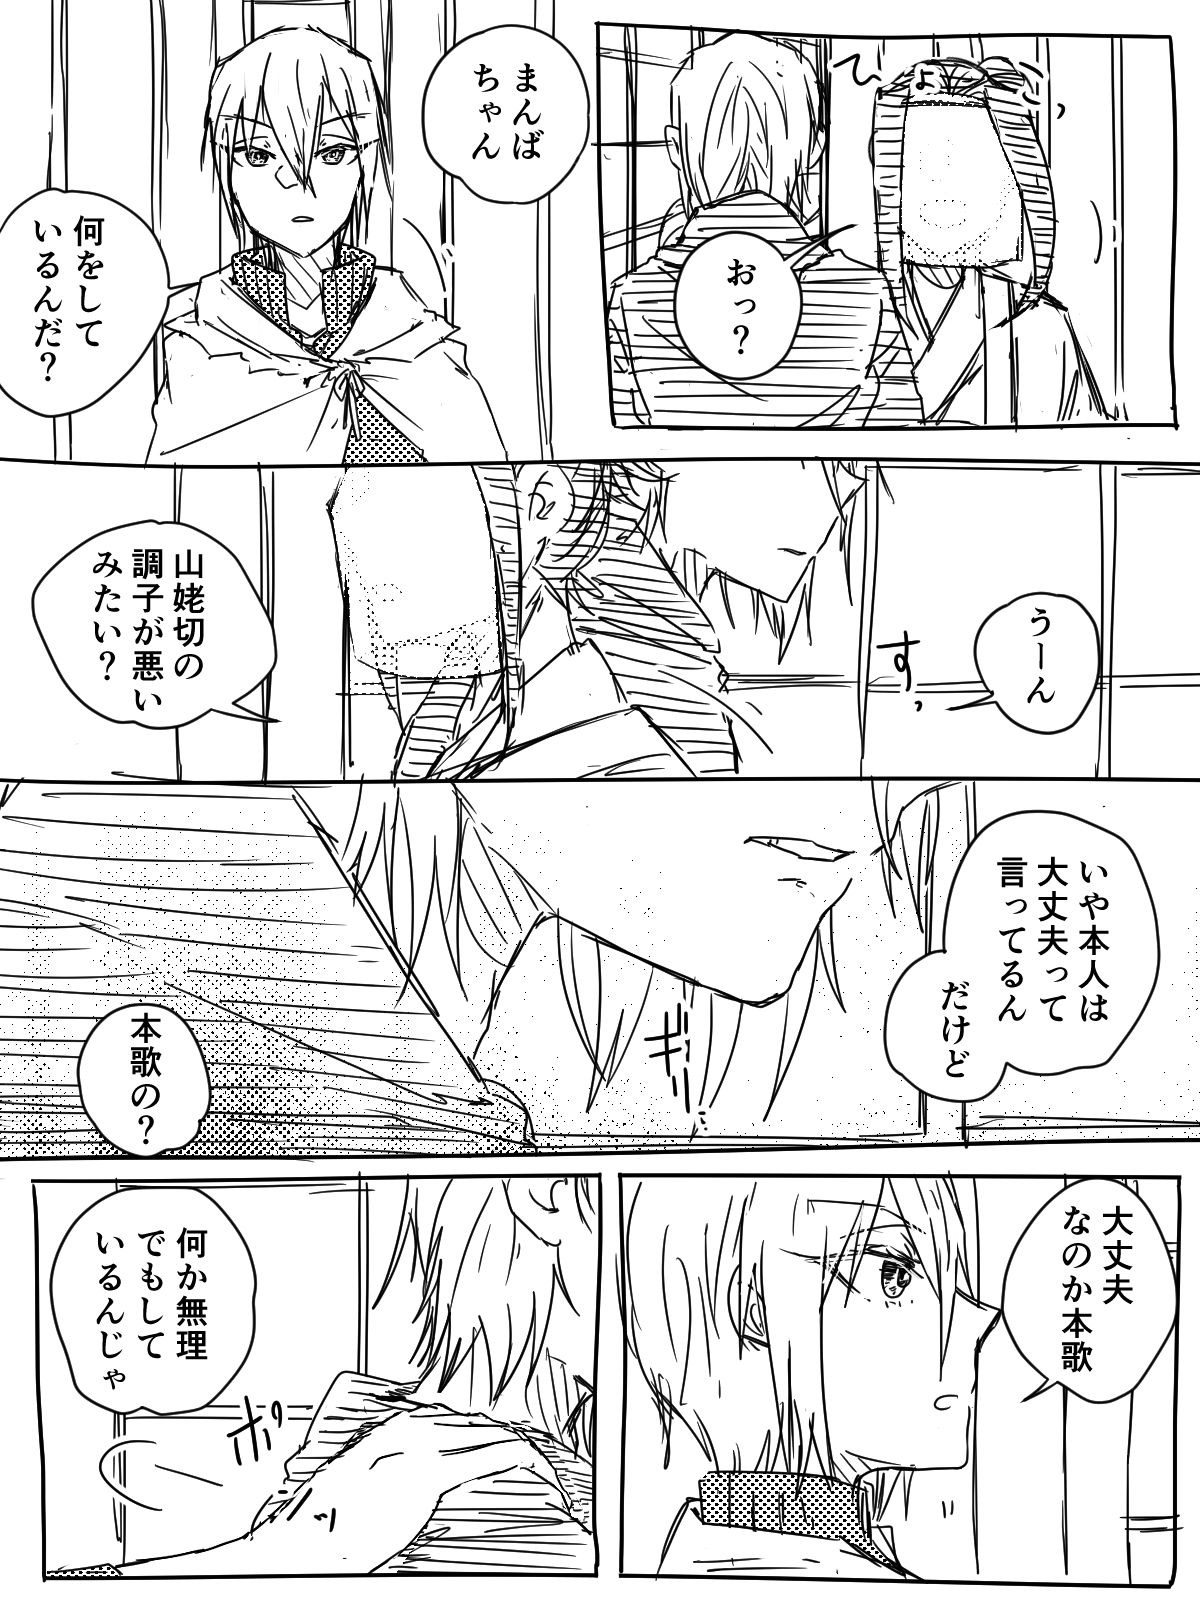 ひょこ,
おっ?
まんば
ちゃん
何をして
いるんだ?
うーん
す,
山姥切の
調子が悪い
みたい?
いや本人は
大丈夫って
言ってるん
だけど
本歌の?
大丈夫
なのか本歌
何か無理
でもして
いるんじゃ
ガッ